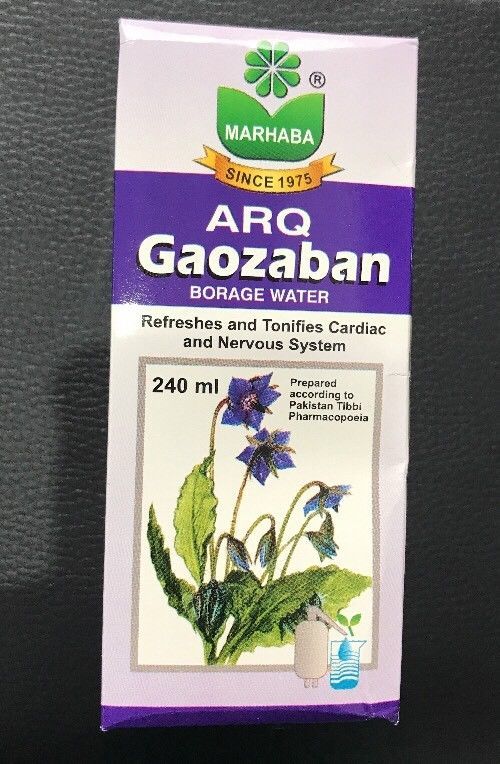 ®
MARHABA
SINCE 1975
ARQ
Gaozaban
BORAGE WATER
Refreshes and Tonifies Cardiac
and Nervous System
240 ml
Prepared
according to
Pakistan Tibbi
Pharmacopoeia